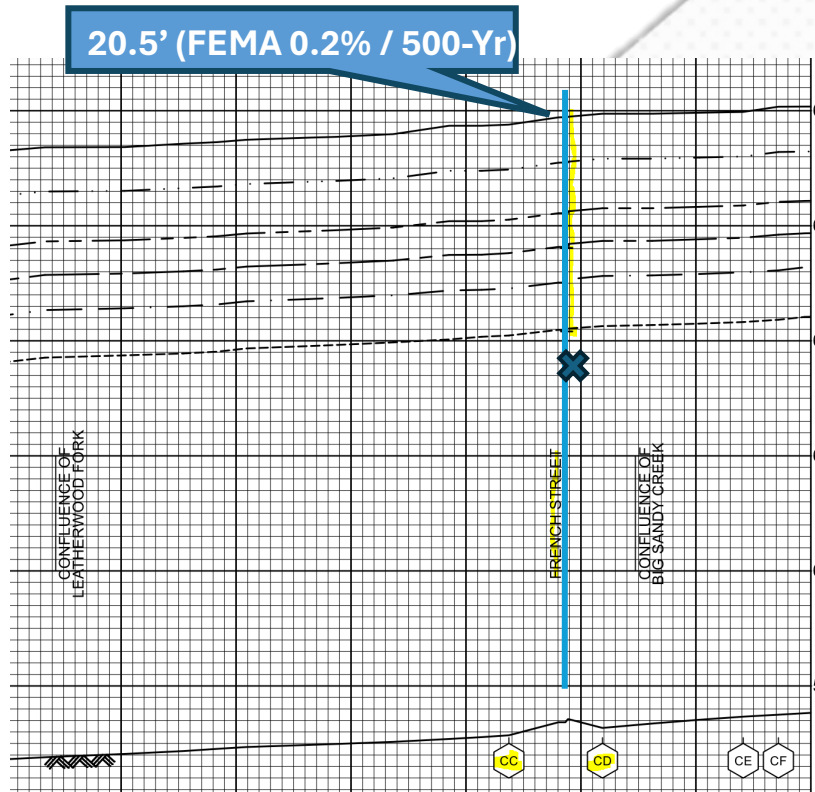 20.5’ (FEMA 0.2% / 500-Yr)
CONFLUENCE OF
LEATHERWOOD FORK
FRENCH STREET
CONFLUENCE OF
BIG SANDY CREEK
CC
CD
CE
CF